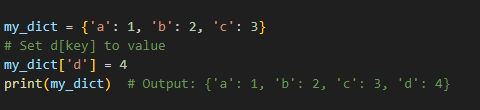 my_dict = {'a': 1, 'b': 2, 'c': 3}
# Set d[key] to value
my_dict['d'] = 4
print(my_dict)  # Output: {'a': 1, 'b': 2, 'c': 3, 'd': 4}